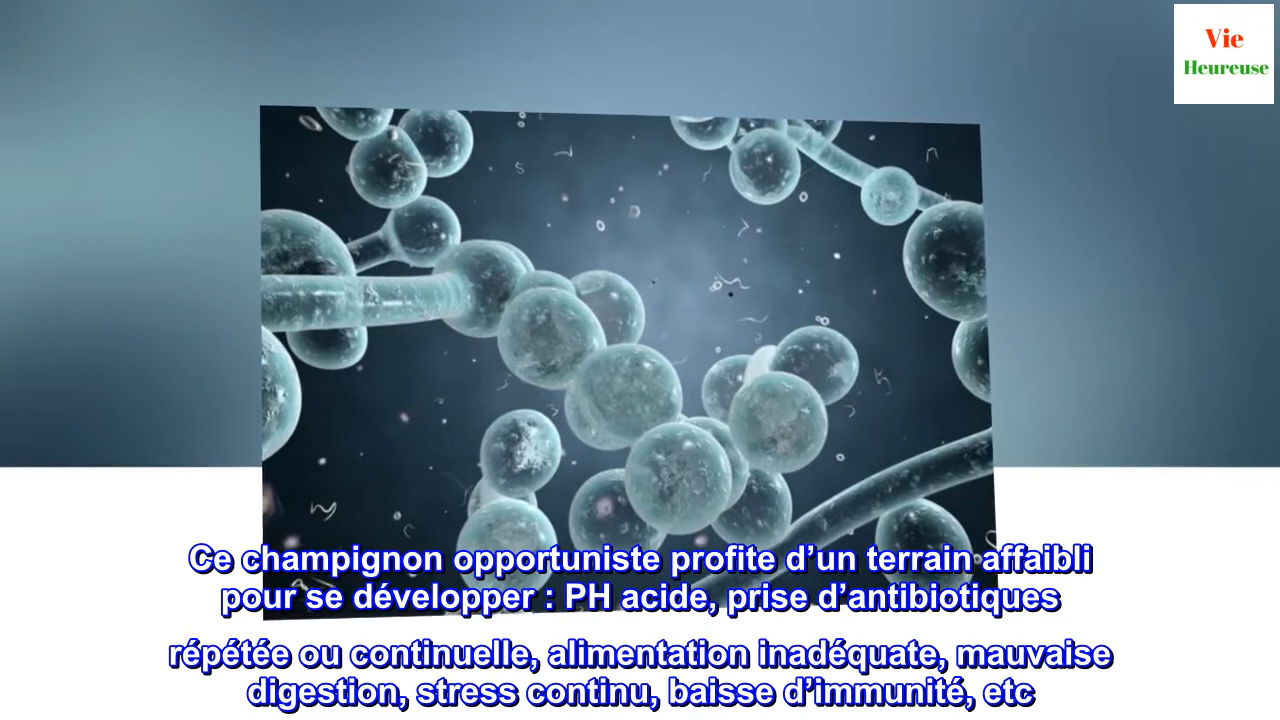 Vie
Heureuse
Ce champignon opportuniste profite d’un terrain affaibli
pour se développer : PH acide, prise d’antibiotiques
répétée ou continuelle, alimentation inadéquate, mauvaise
digestion, stress continu, baisse d’immunité, etc